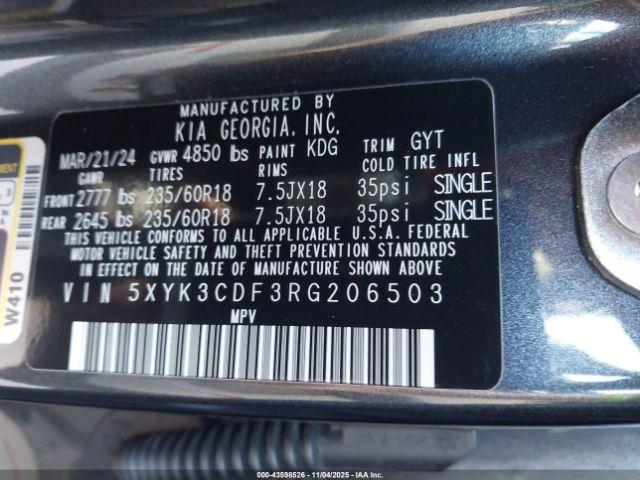 MANUFACTURED BY
KIA GEORGIA, INC.
MAR/21/24 GVWR 4850 lbs PAINT KDG TRIM GYT
GAWR TIRES RIMS COLD TIRE INFL
FRONT 2777 lbs 235/60R18 7.5JX18 35psi SINGLE
REAR 2645 lbs 235/60R18 7.5JX18 35psi SINGLE
THIS VEHICLE CONFORMS TO ALL APPLICABLE U.S.A. FEDERAL
MOTOR VEHICLE SAFETY AND THEFT PREVENTION STANDARDS
IN EFFECT ON THE DATE OF MANUFACTURE SHOWN ABOVE
VIN 5XYK3CDF3RG206503
MPV
W410
OWNER: 000-43598526 - 11/04/2025 - IAAI.COM